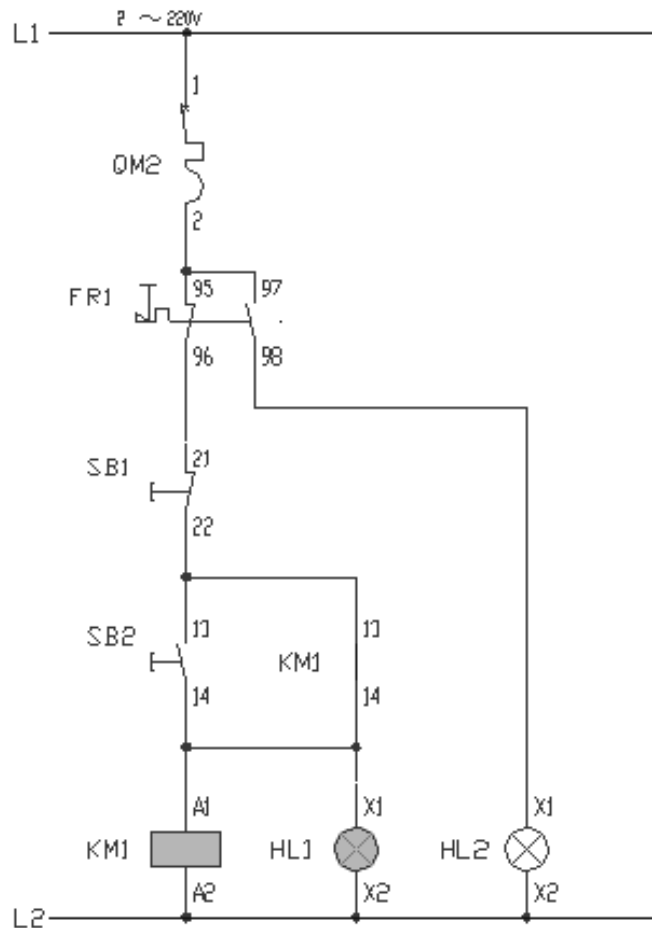 2 ～220V
L1
1
QM2
2
FR1
95 97
96 98
21
SB1
22
13 13
SB2
KM1
14 14
A1 X1 X1
KM1 HL1 HL2
A2 X2 X2
L2